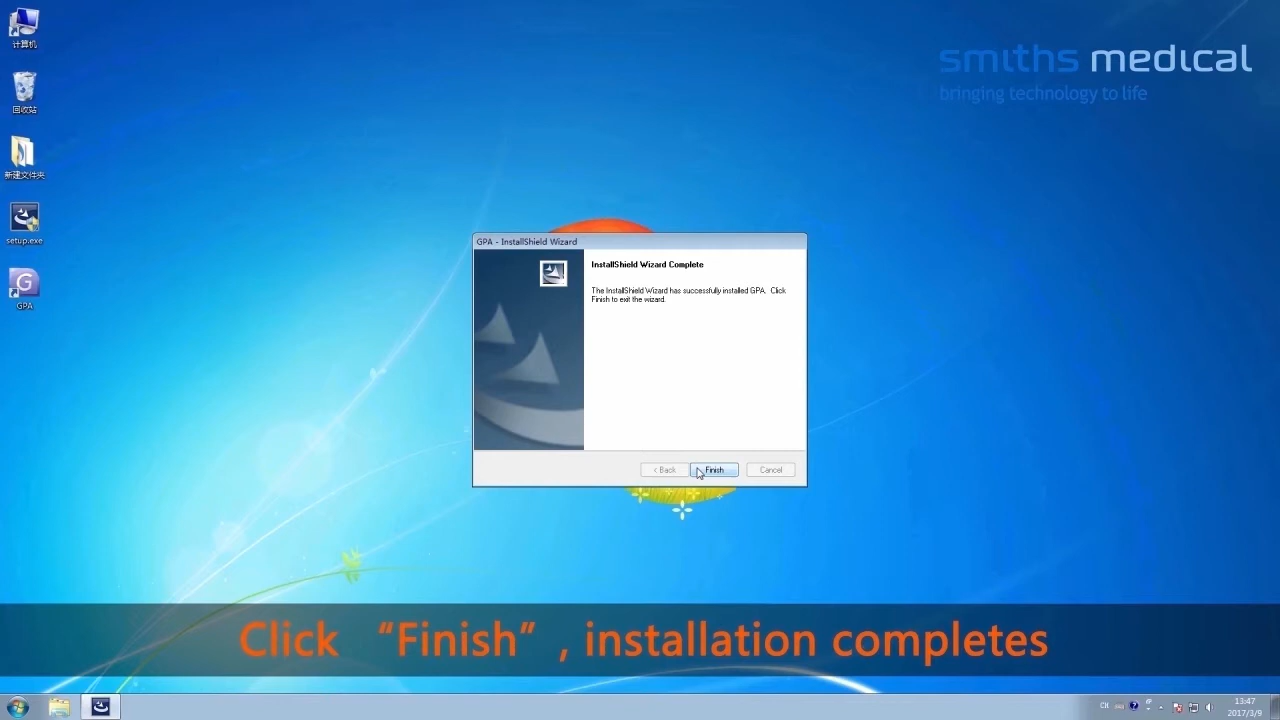 计算机
回收站
新建文件夹
setup.exe
GPA
smiths medical
bringing technology to life
GPA - InstallShield Wizard
InstallShield Wizard Complete
The InstallShield Wizard has successfully installed GPA. Click
Finish to exit the wizard.
< Back
Finish
Cancel
Click “Finish”, installation completes
CH
13:47
2017/3/9